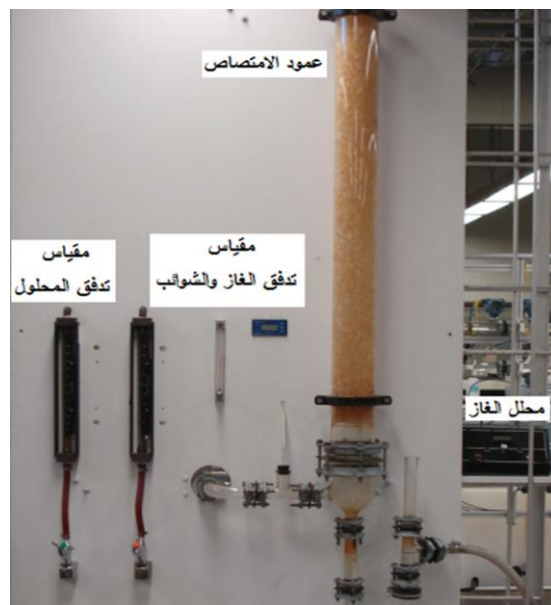 عمود الامتصاص
مقياس
تدفق الغاز والشوائب
مقياس
تدفق المحلول
محلل الغاز